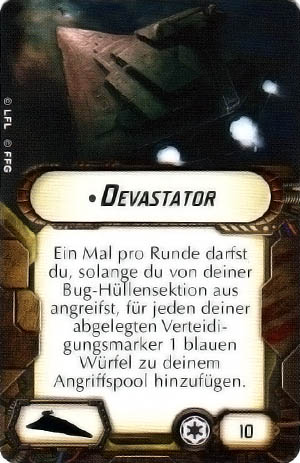 © LFL © FFG
• DEVASTATOR
Ein Mal pro Runde darfst
du, solange du von deiner
Bug-Hüllensektion aus
angreifst, für jeden deiner
abgelegten Verteidi-
gungsmarker 1 blauen
Würfel zu deinem
Angriffspool hinzufügen.
10